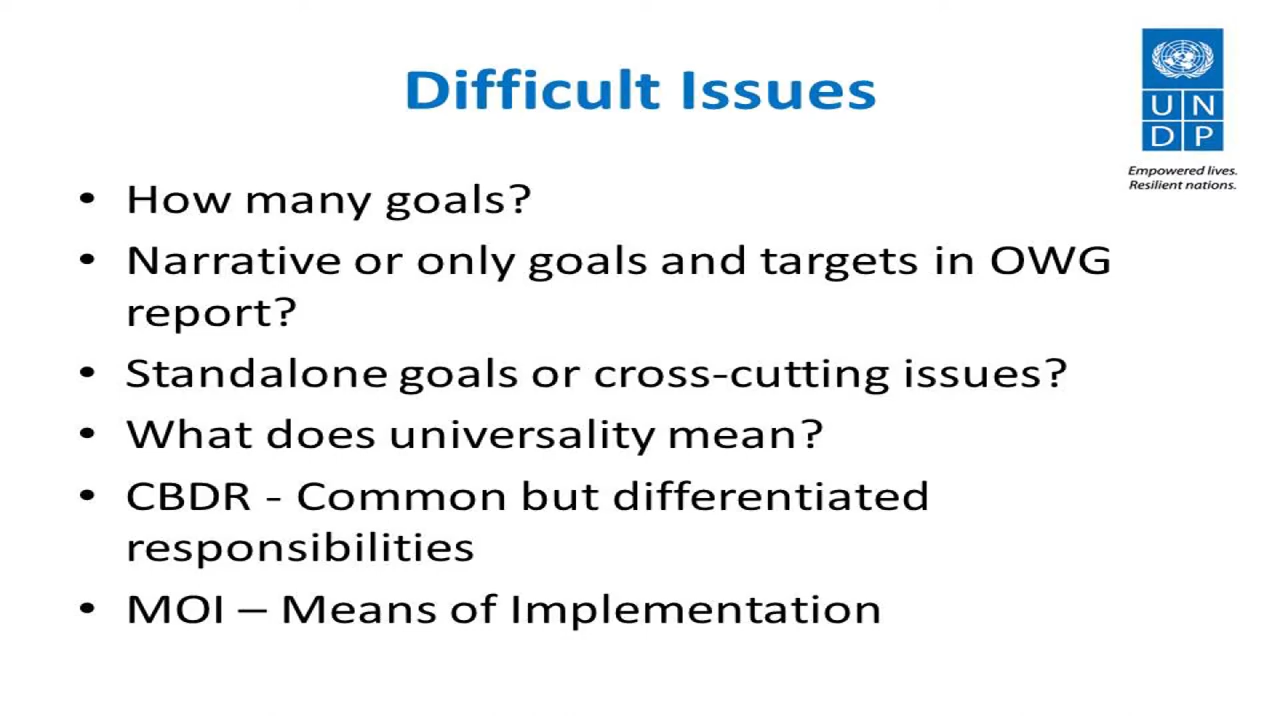 Difficult Issues
U N
D P
Empowered lives.
Resilient nations.
• How many goals?
• Narrative or only goals and targets in OWG
report?
• Standalone goals or cross-cutting issues?
• What does universality mean?
• CBDR - Common but differentiated
responsibilities
• MOI – Means of Implementation